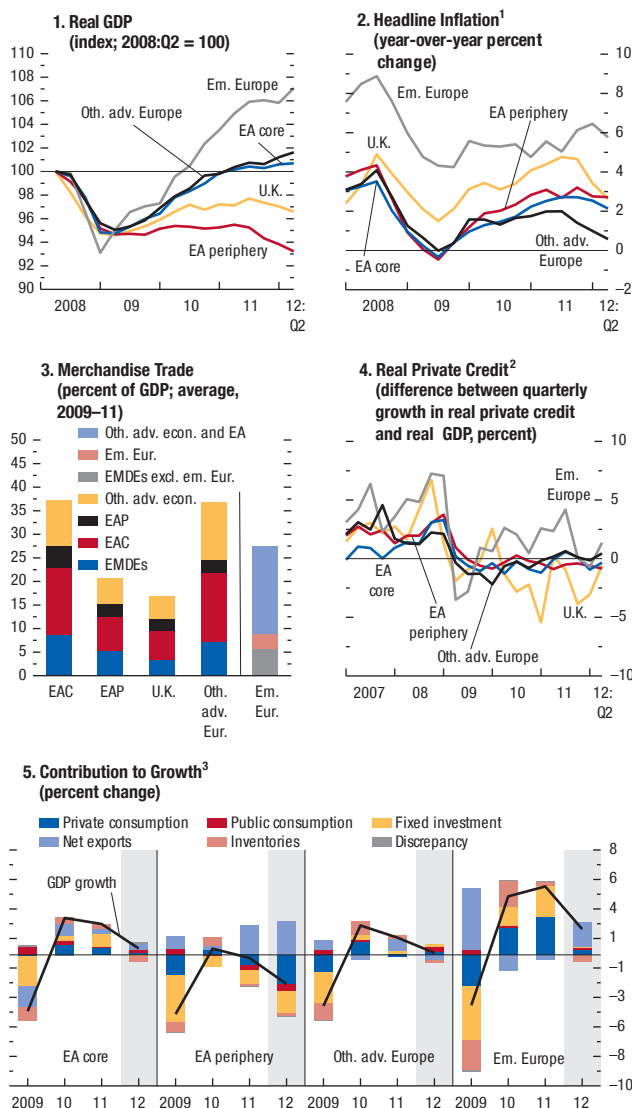 1. Real GDP
(index; 2008:Q2 = 100)
110
108
106
104
102
100
98
96
94
92
90
Em. Europe
Oth. adv. Europe
EA core
U.K.
EA periphery
2008
09
10
11
12:
Q2
2. Headline Inflation¹
(year-over-year percent
change)
10
8
6
4
2
0
–2
Em. Europe
EA periphery
U.K.
EA core
Oth. adv.
Europe
2008
09
10
11
12:
Q2
3. Merchandise Trade
(percent of GDP; average,
2009–11)
50
45
40
35
30
25
20
15
10
5
0
Oth. adv. econ. and EA
Em. Eur.
EMDEs excl. em. Eur.
Oth. adv. econ.
EAP
EAC
EMDEs
EAC
EAP
U.K.
Oth.
adv.
Eur.
Em.
Eur.
4. Real Private Credit²
(difference between quarterly
growth in real private credit
and real GDP, percent)
10
5
0
–5
–10
Em.
Europe
EA
core
EA
periphery
Oth. adv. Europe
U.K.
2007
08
09
10
11
12:
Q2
5. Contribution to Growth³
(percent change)
Private consumption
Public consumption
Fixed investment
Net exports
Inventories
Discrepancy
8
6
4
2
–1
–4
–6
–8
–10
GDP growth
EA core
EA periphery
Oth. adv. Europe
Em. Europe
2009 10 11 12 2009 10 11 12 2009 10 11 12 2009 10 11 12